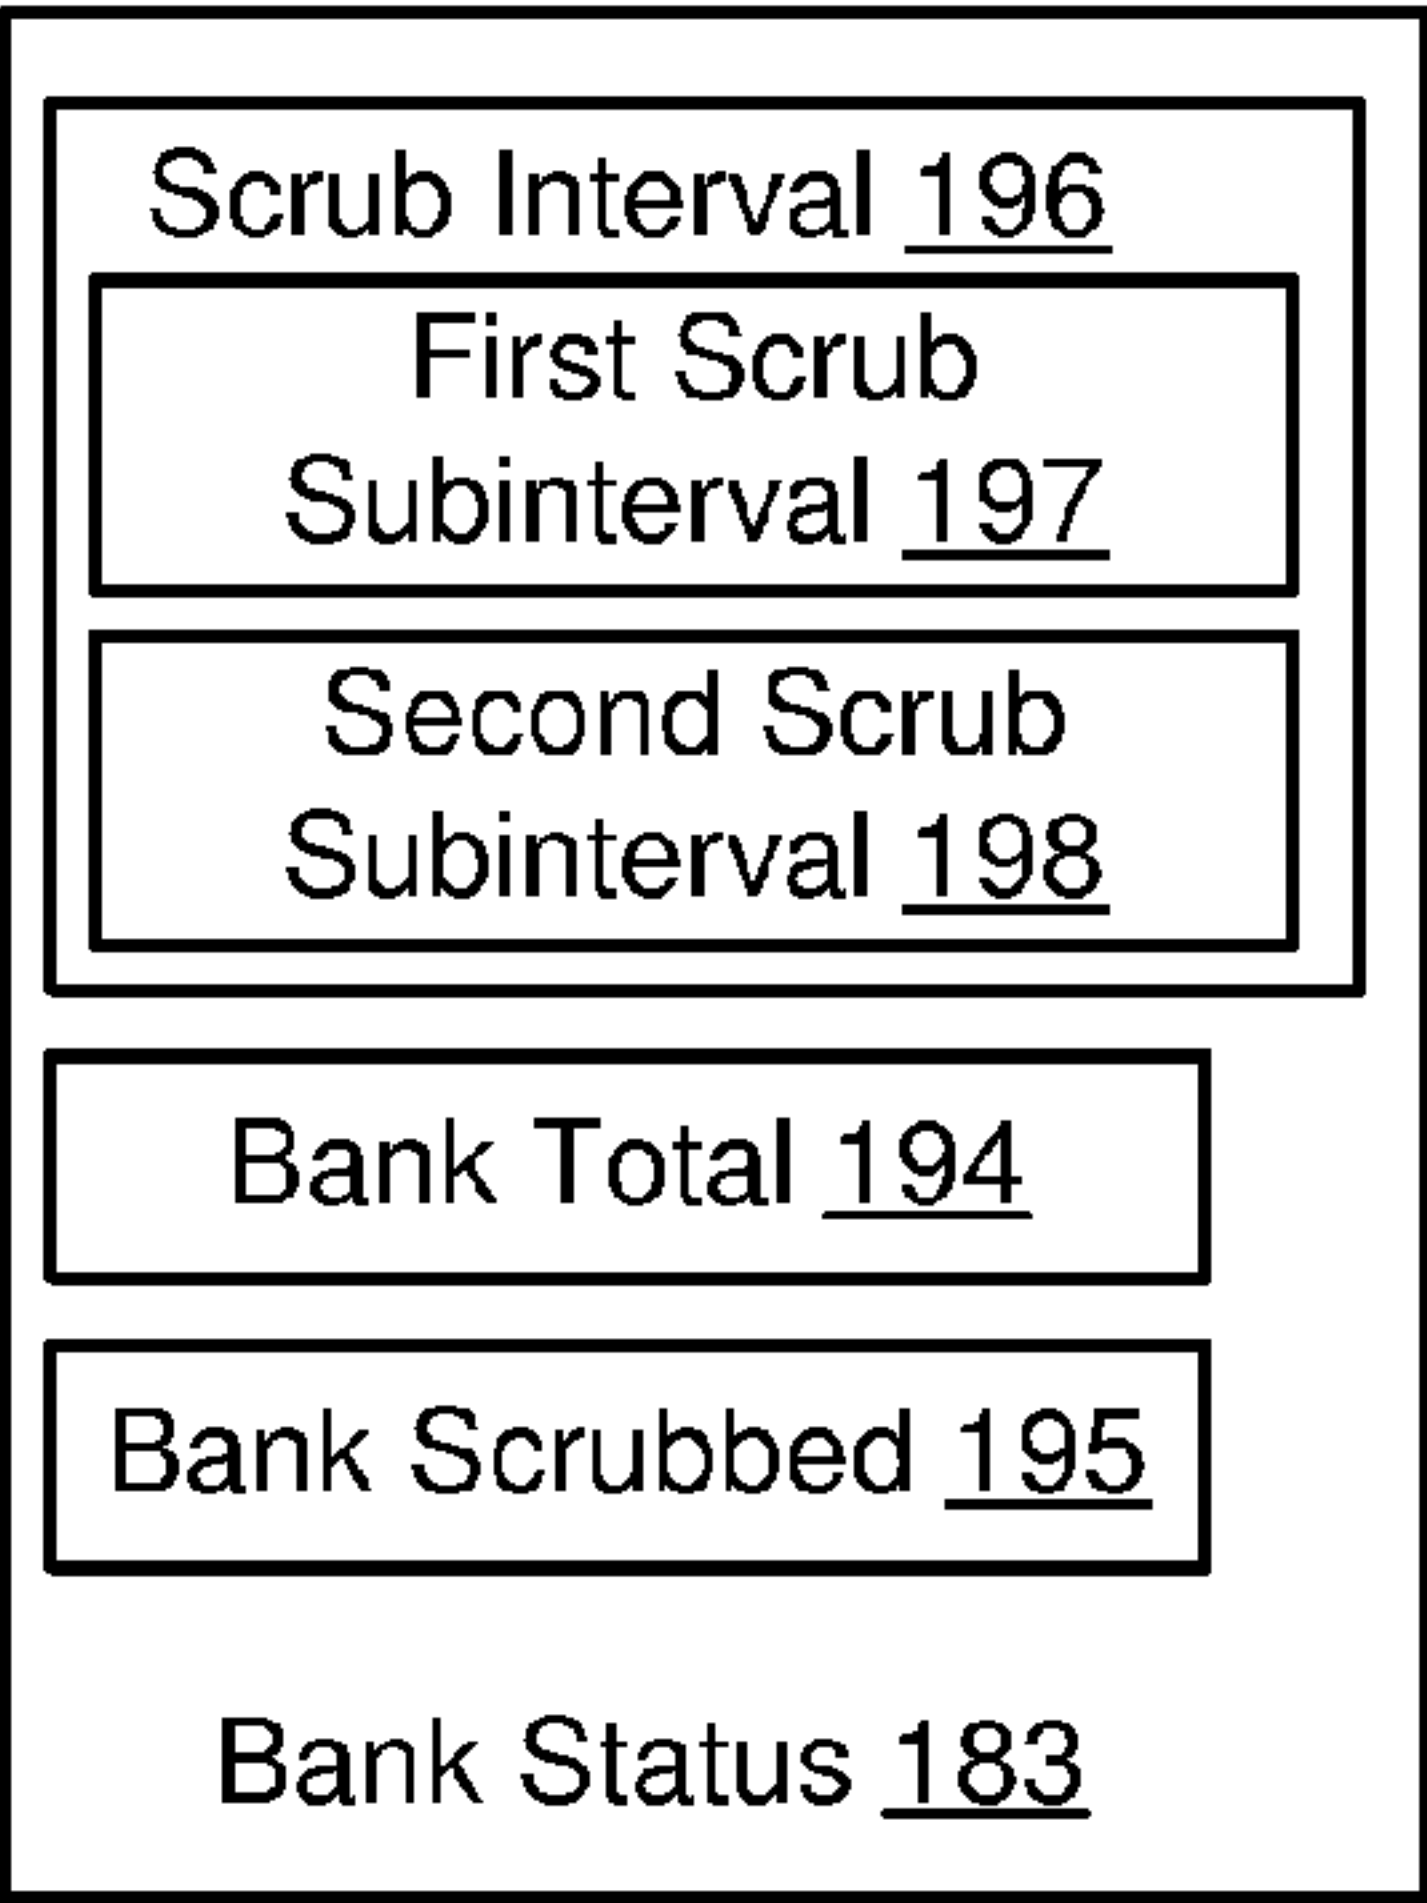 Scrub Interval 196
First Scrub
Subinterval 197
Second Scrub
Subinterval 198
Bank Total 194
Bank Scrubbed 195
Bank Status 183